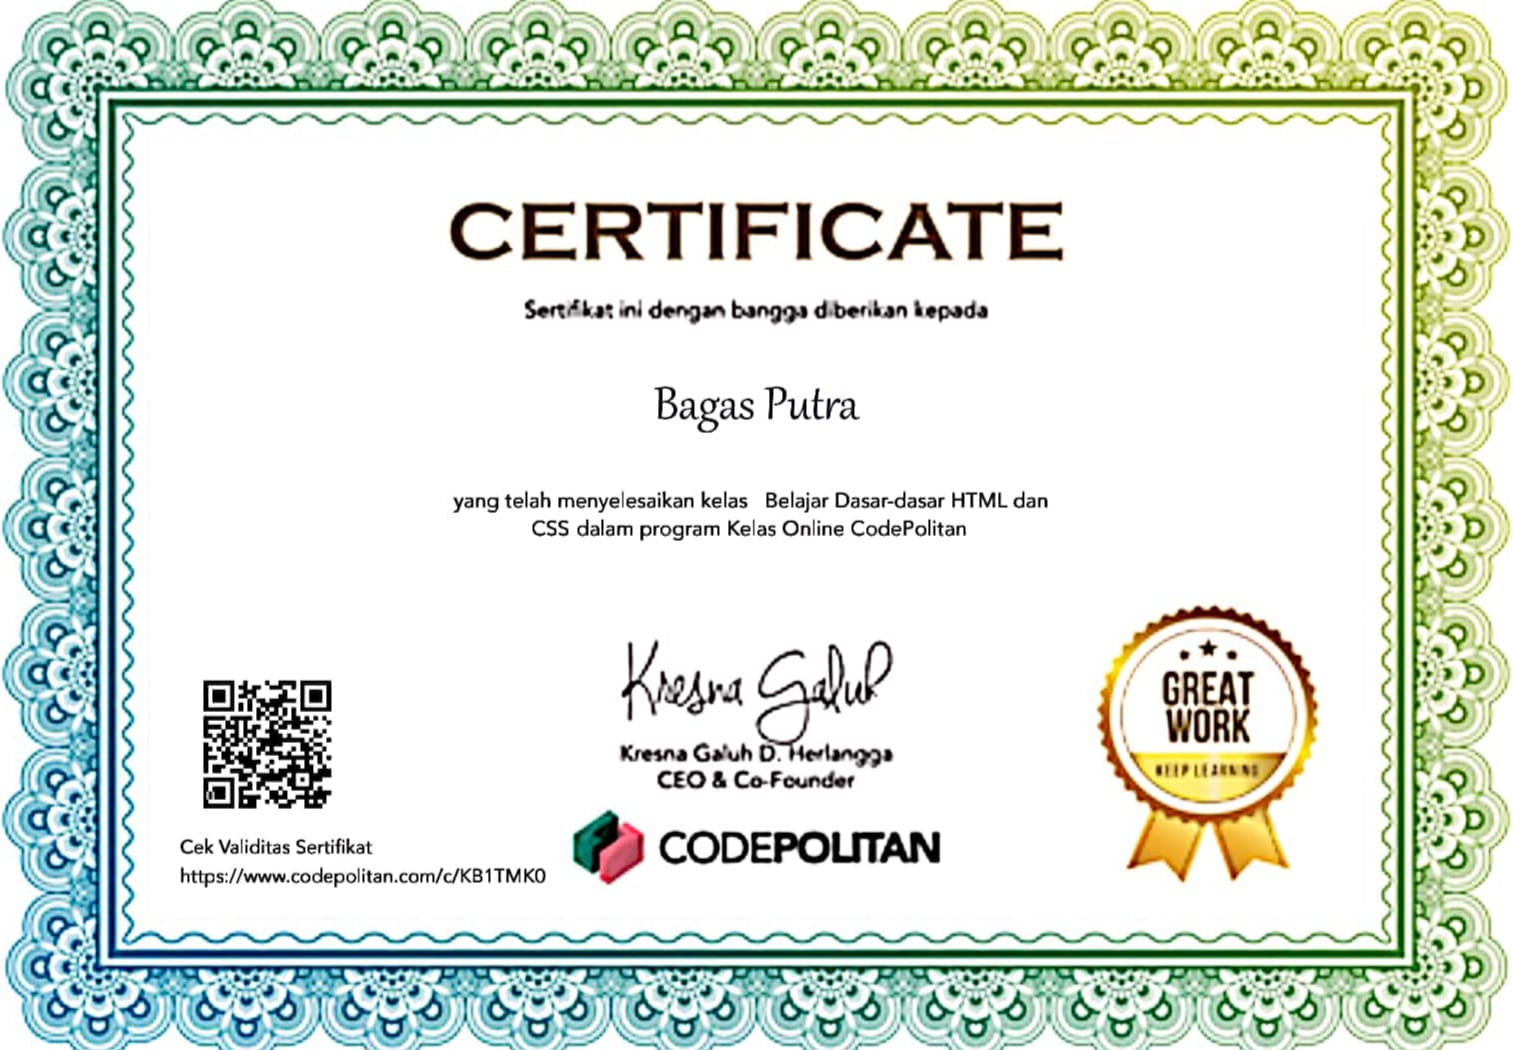 CERTIFICATE
Sertifikat ini dengan bangga diberikan kepada
Bagas Putra
yang telah menyelesaikan kelas Belajar Dasar-dasar HTML dan
CSS dalam program Kelas Online CodePolitan
Kresna Galuh
Kresna Galuh D. Herlangga
CEO & Co-Founder
CODEPOLITAN
GREAT
WORK
KEEP LEARNING
Cek Validitas Sertifikat
https://www.codepolitan.com/c/KB1TMK0